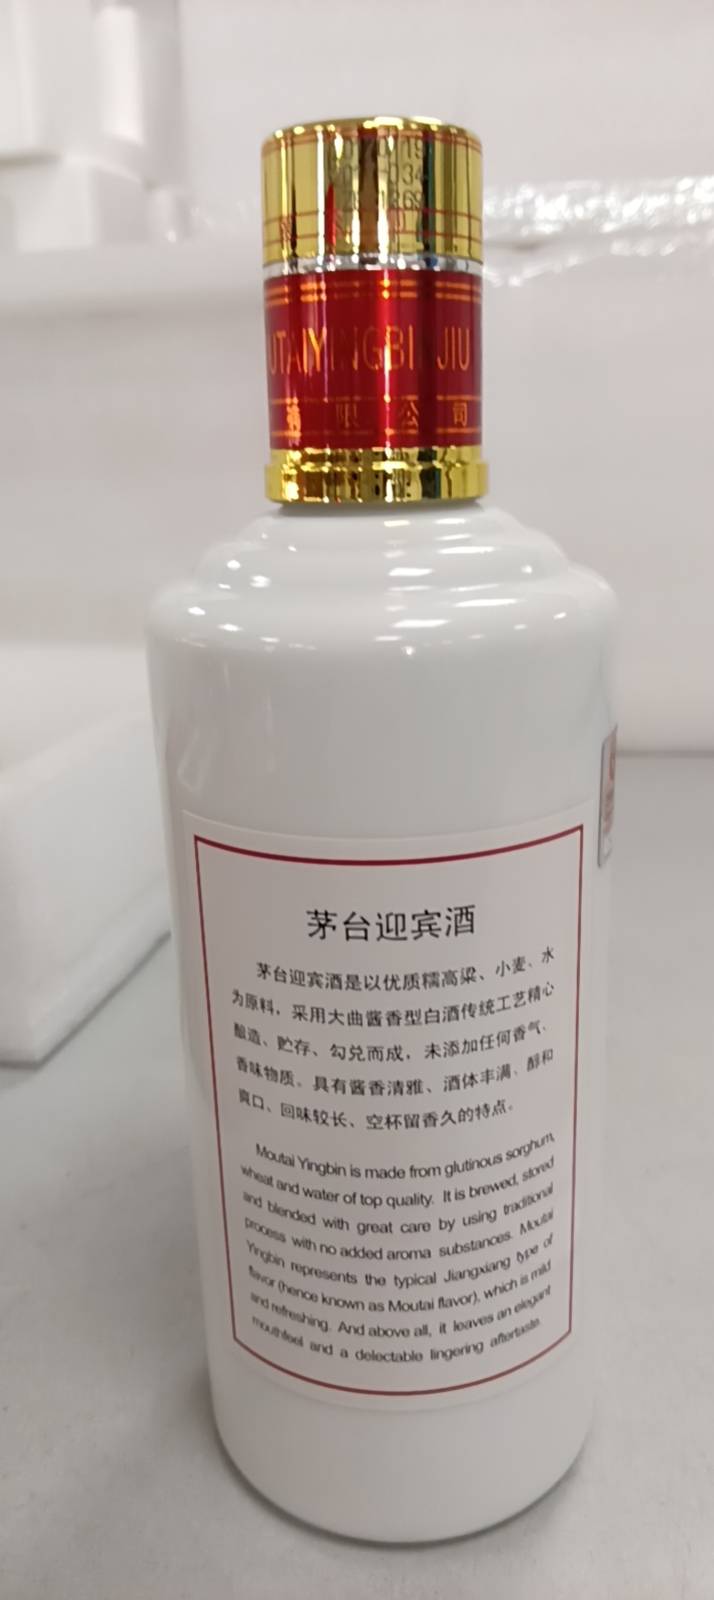 UTAIYINGBI JIU
限公司
茅台迎宾酒
茅台迎宾酒是以优质糯高粱、小麦、水
为原料，采用大曲酱香型白酒传统工艺精心
酿造、贮存、勾兑而成，未添加任何香气、
香味物质。具有酱香清雅、酒体丰满、醇和
爽口、回味较长、空杯留香久的特点。
Moutai Yingbin is made from glutinous sorghum,
wheat and water of top quality. It is brewed, stored
and blended with great care by using traditional
process with no added aroma substances. Moutai
Yingbin represents the typical Jiangxiang type of
flavor (hence known as Moutai flavor), which is mild
and refreshing. And above all, it leaves an elegant
mouthfeel and a delectable lingering aftertaste.